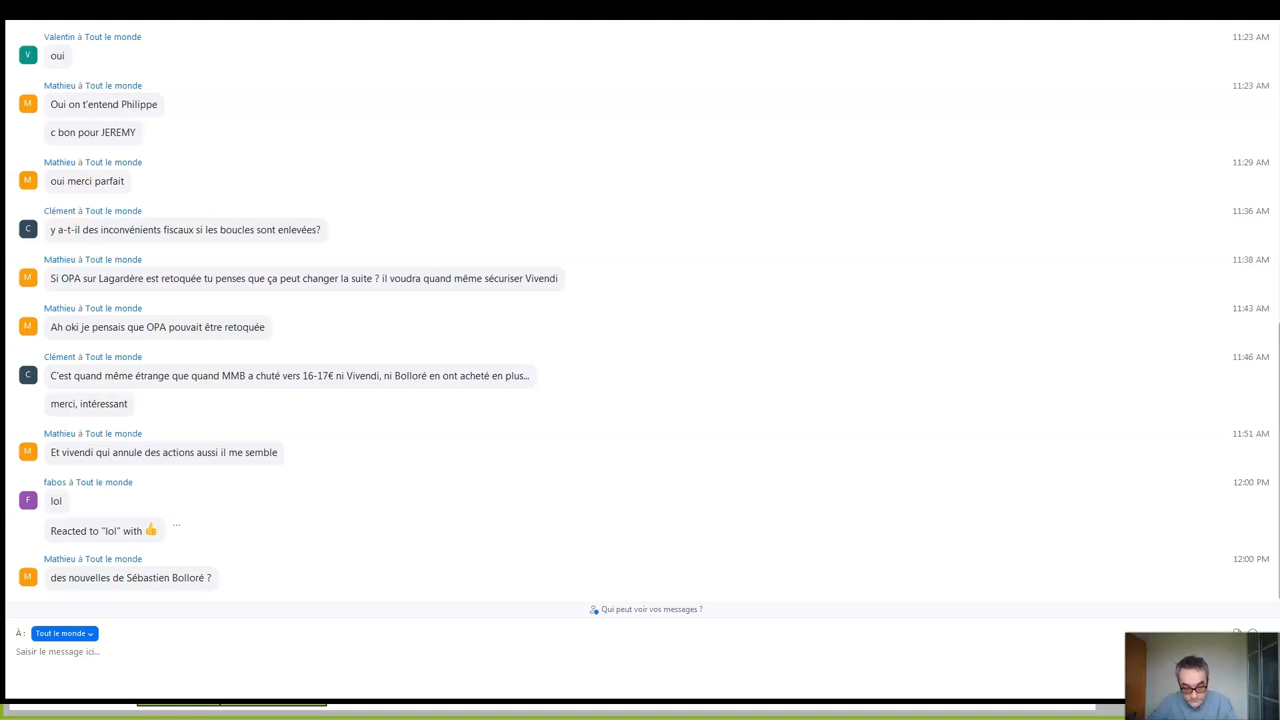 Valentin à Tout le monde 11:23 AM
V
oui
Mathieu à Tout le monde 11:23 AM
M
Oui on t'entend Philippe
c bon pour JEREMY
Mathieu à Tout le monde 11:29 AM
M
oui merci parfait
Clément à Tout le monde 11:36 AM
C
y a-t-il des inconvénients fiscaux si les boucles sont enlevées?
Mathieu à Tout le monde 11:38 AM
M
Si OPA sur Lagardère est retoquée tu penses que ça peut changer la suite ? il voudra quand même sécuriser Vivendi
Mathieu à Tout le monde 11:43 AM
M
Ah oki je pensais que OPA pouvait être retoquée
Clément à Tout le monde 11:46 AM
C
C'est quand même étrange que quand MMB a chuté vers 16-17€ ni Vivendi, ni Bolloré en ont acheté en plus...
merci, intéressant
Mathieu à Tout le monde 11:51 AM
M
Et vivendi qui annule des actions aussi il me semble
fabos à Tout le monde 12:00 PM
F
lol
Reacted to "lol" with 👍 ...
Mathieu à Tout le monde 12:00 PM
M
des nouvelles de Sébastien Bolloré ?
Qui peut voir vos messages ?
À : Tout le monde
Saisir le message ici...